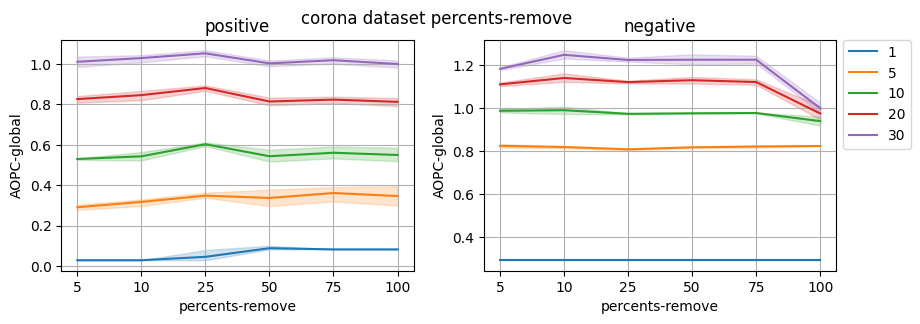 corona dataset percents-remove
positive
AOPC-global
1.0
0.8
0.6
0.4
0.2
0.0
5 10 25 50 75 100
percents-remove
negative
AOPC-global
1.2
1.0
0.8
0.6
0.4
5 10 25 50 75 100
percents-remove
1
5
10
20
30